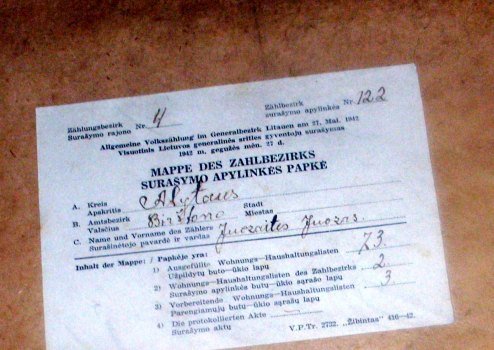 Zählungsbezirk Nr. 4
Surašymo rajono
Zählbezirk Nr. 122
surašymo apylinkės
Allgemeine Volkszählung im Generalbezirk Litauen am 27. Mai. 1942
Visuotinis Lietuvos generalinės srities gyventojų surašymas
1942 m. gegužės mėn. 27 d.
MAPPE DES ZAHLBEZIRKS
SURAŠYMO APYLINKĖS PAPKĖ
A. Kreis Alytaus
Apskritis
B. Amtsbezirk Birštono Stadt
Valsčius Miestas
C. Name und Vorname des Zählers Juozaitis Juozas.
Surašinėtojo pavardė ir vardas
Inhalt der Mappe: / Papkėje yra:
1) Ausgefüllte Wohnungs-Haushaltungslisten 73.
Užpildytų buto-ūkio lapų
2) Wohnungs-Haushaltungslisten des Zahlbezirks 2.
Surašymo apylinkės buto-ūkio lapų
3) Vorbereitende Wohnungs-Haushaltungslisten 3
Parengiamųjų buto-ūkio sąrašo lapų
4) Die protokollierten Akte
Surašymo aktų
V.P.Tr. 2732. „Žibintas" 416-42.